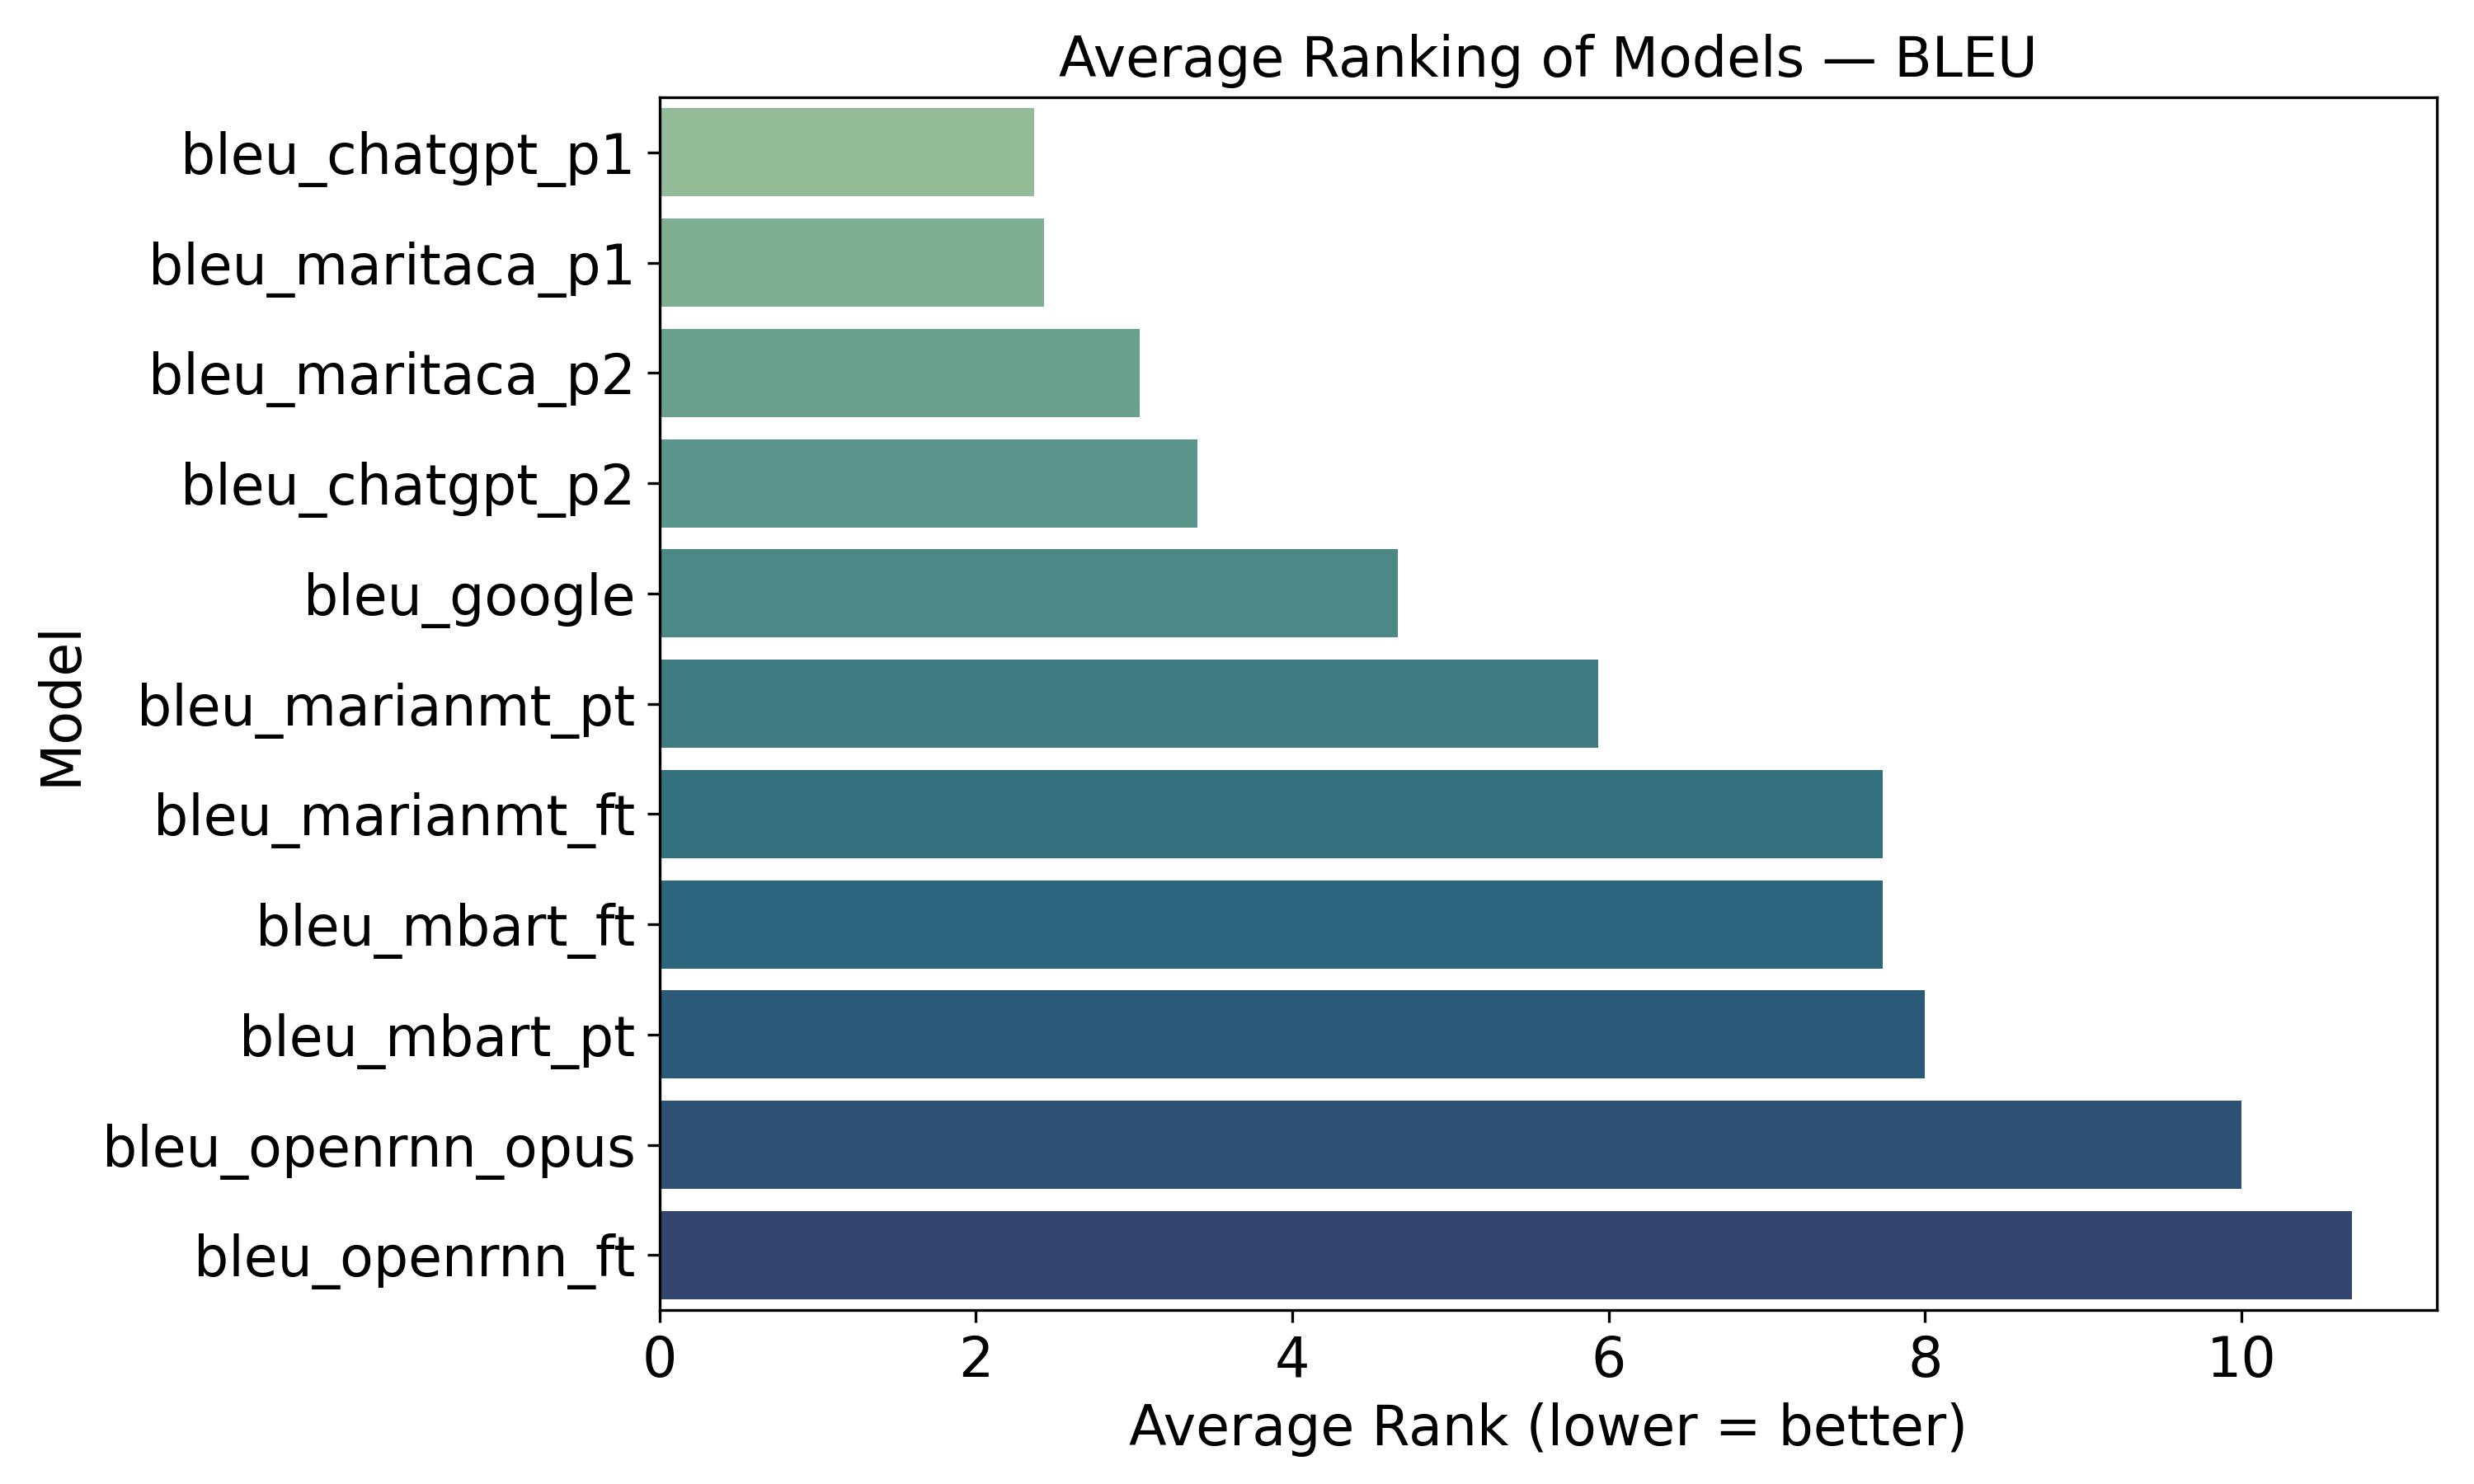 Average Ranking of Models — BLEU
bleu_chatgpt_p1
bleu_maritaca_p1
bleu_maritaca_p2
bleu_chatgpt_p2
bleu_google
bleu_marianmt_pt
bleu_marianmt_ft
bleu_mbart_ft
bleu_mbart_pt
bleu_openrnn_opus
bleu_openrnn_ft
Model
0 2 4 6 8 10
Average Rank (lower = better)